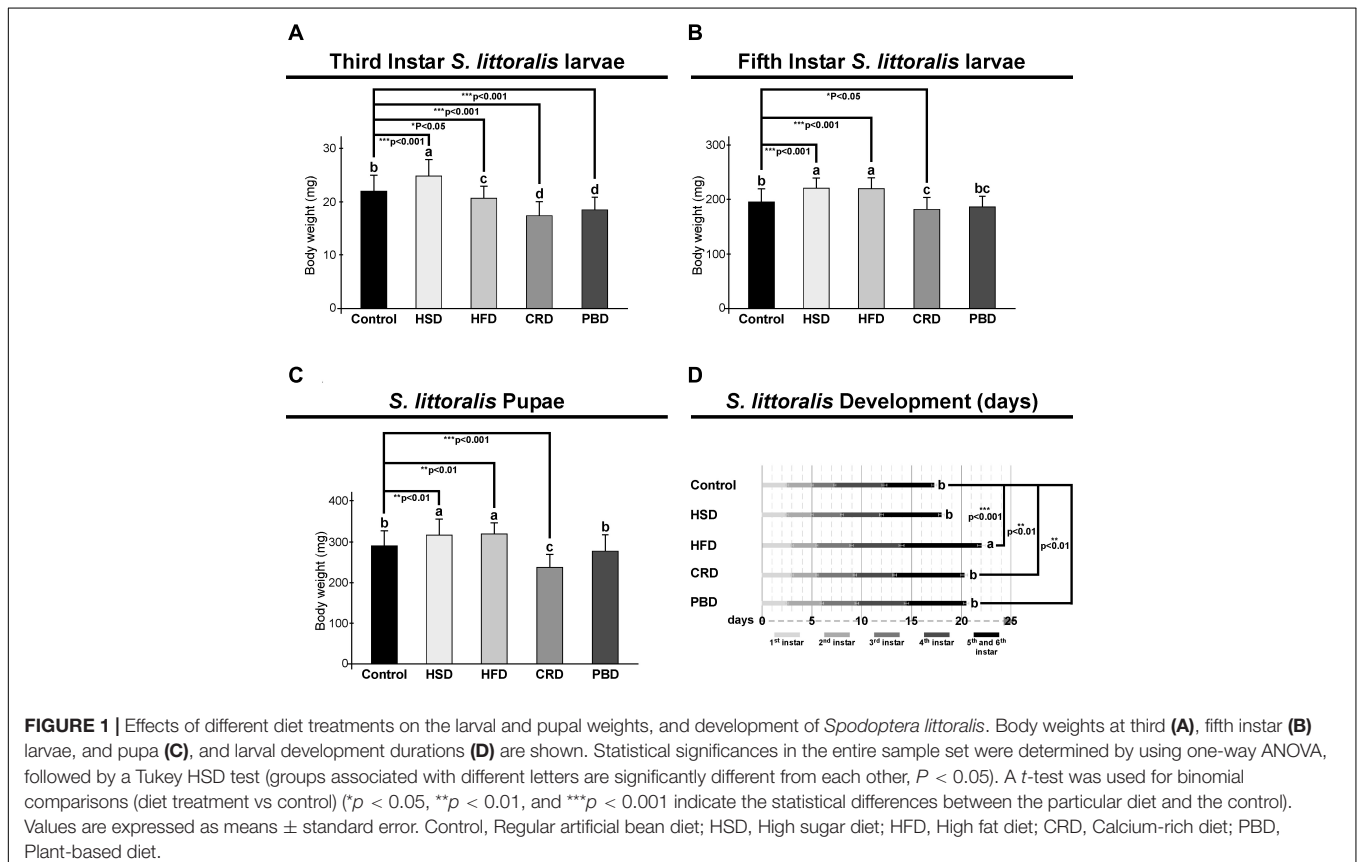 A
Third Instar S. littoralis larvae
***p<0.001
***p<0.001
*P<0.05
***p<0.001
Body weight (mg)
30
20
10
0
b
a
c
d
d
Control HSD HFD CRD PBD
B
Fifth Instar S. littoralis larvae
*P<0.05
***p<0.001
***p<0.001
Body weight (mg)
300
200
100
0
b
a
a
c
bc
Control HSD HFD CRD PBD
C
S. littoralis Pupae
***p<0.001
**p<0.01
**p<0.01
Body weight (mg)
400
300
200
100
0
b
a
a
c
b
Control HSD HFD CRD PBD
D
S. littoralis Development (days)
Control b
HSD b
HFD a
CRD b
PBD b
***
p<0.001
**
p<0.01
**
p<0.01
days 0 5 10 15 20 25
1st instar 2nd instar 3rd instar 4th instar 5th and 6th
instar
FIGURE 1 | Effects of different diet treatments on the larval and pupal weights, and development of Spodoptera littoralis. Body weights at third (A), fifth instar (B)
larvae, and pupa (C), and larval development durations (D) are shown. Statistical significances in the entire sample set were determined by using one-way ANOVA,
followed by a Tukey HSD test (groups associated with different letters are significantly different from each other, P < 0.05). A t-test was used for binomial
comparisons (diet treatment vs control) (*p < 0.05, **p < 0.01, and ***p < 0.001 indicate the statistical differences between the particular diet and the control).
Values are expressed as means ± standard error. Control, Regular artificial bean diet; HSD, High sugar diet; HFD, High fat diet; CRD, Calcium-rich diet; PBD,
Plant-based diet.